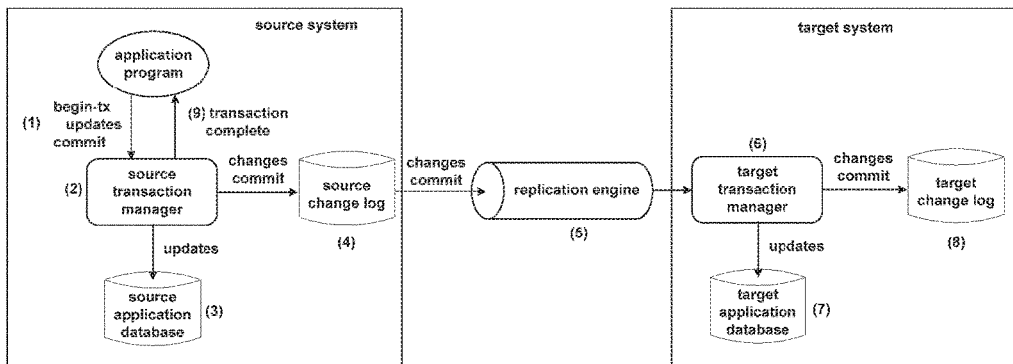 source system
target system
application
program
(1)
begin-tx
updates
commit
(9) transaction
complete
(2)
source
transaction
manager
changes
commit
source
change log
(4)
changes
commit
replication engine
(5)
(6)
target
transaction
manager
changes
commit
target
change log
(8)
updates
source
application
database
(3)
updates
target
application
database
(7)